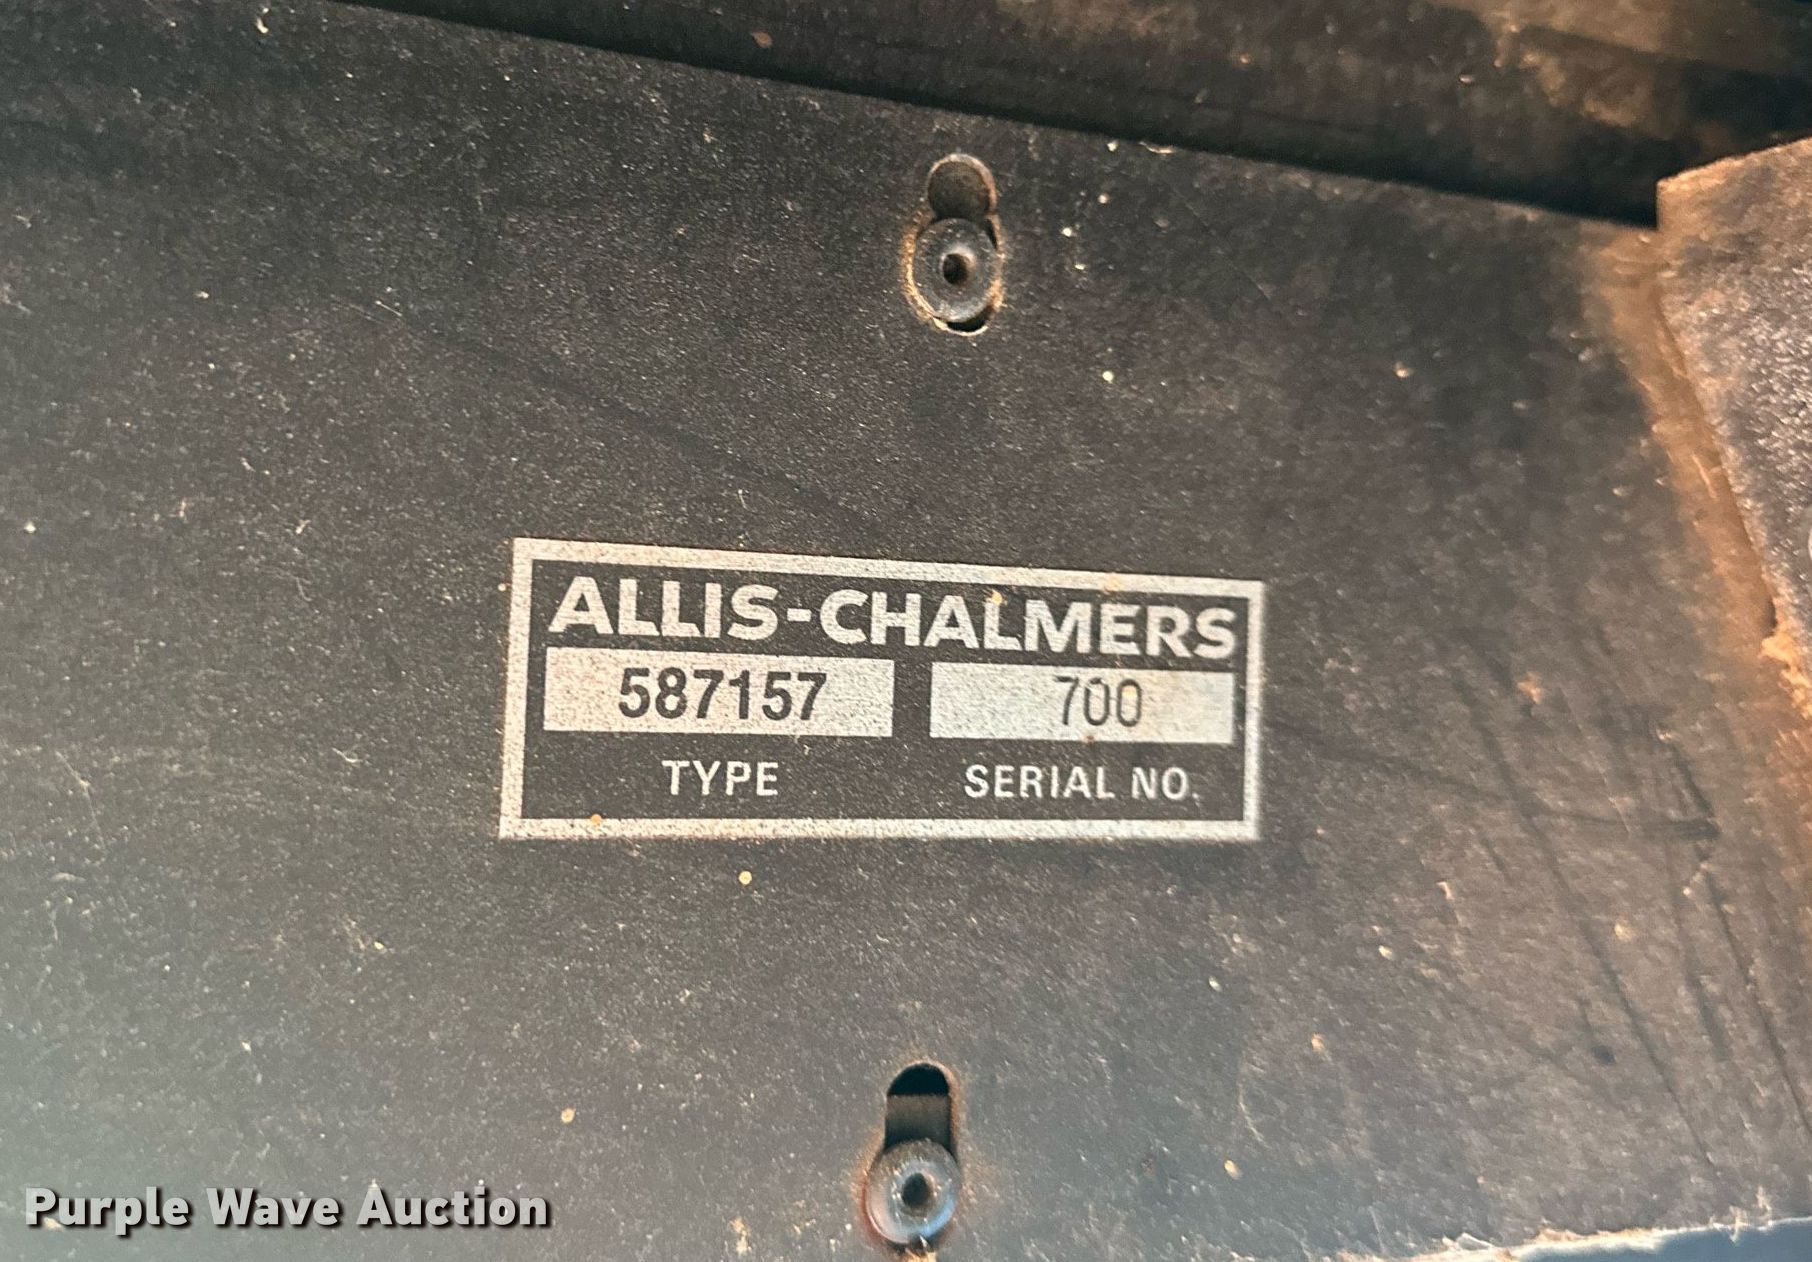 ALLIS-CHALMERS
587157 700
TYPE SERIAL NO.
Purple Wave Auction